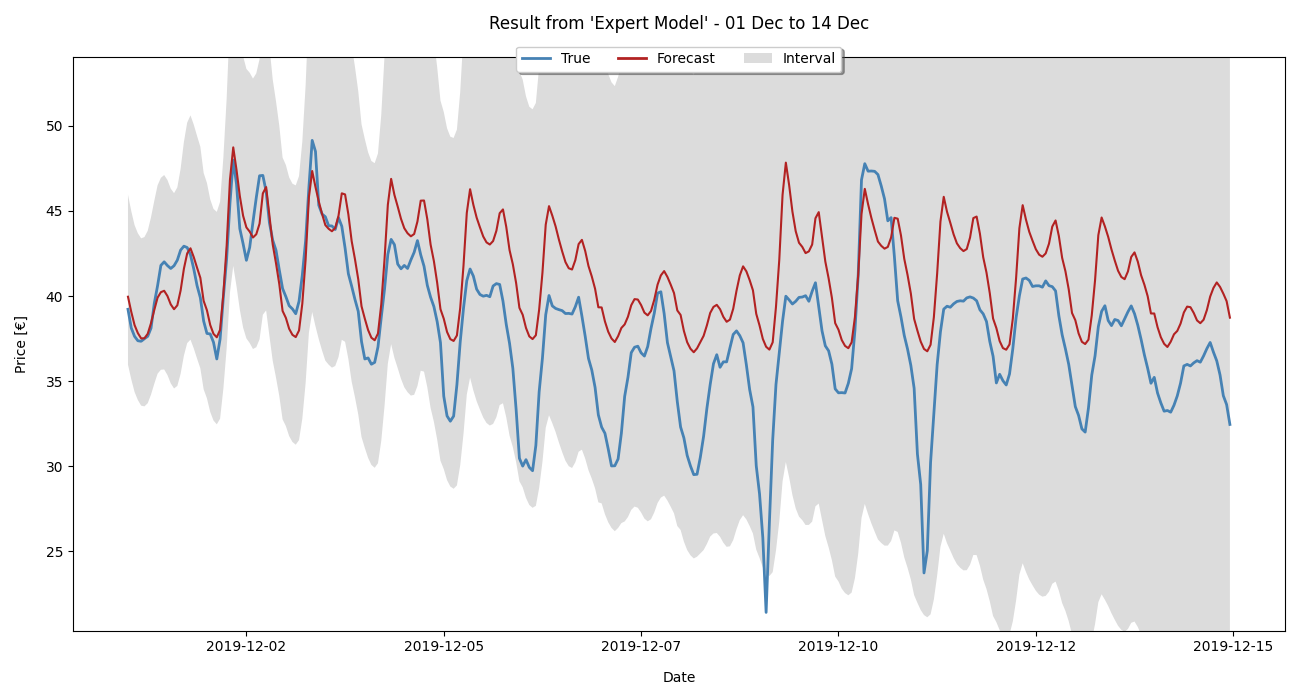 Result from 'Expert Model' - 01 Dec to 14 Dec
True Forecast Interval
Price [€]
50
45
40
35
30
25
2019-12-02 2019-12-05 2019-12-07 2019-12-10 2019-12-12 2019-12-15
Date